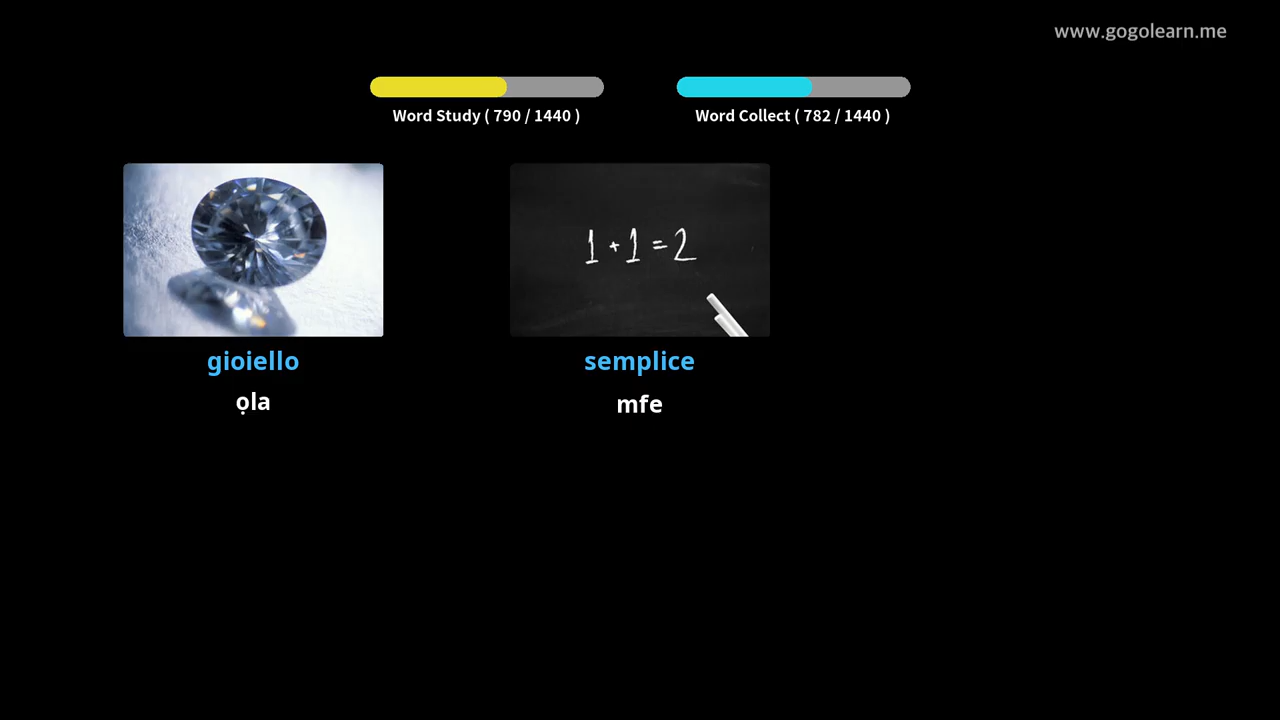 www.gogolearn.me
Word Study ( 790 / 1440 )
Word Collect ( 782 / 1440 )
1 + 1 = 2
gioiello
semplice
ọla
mfe